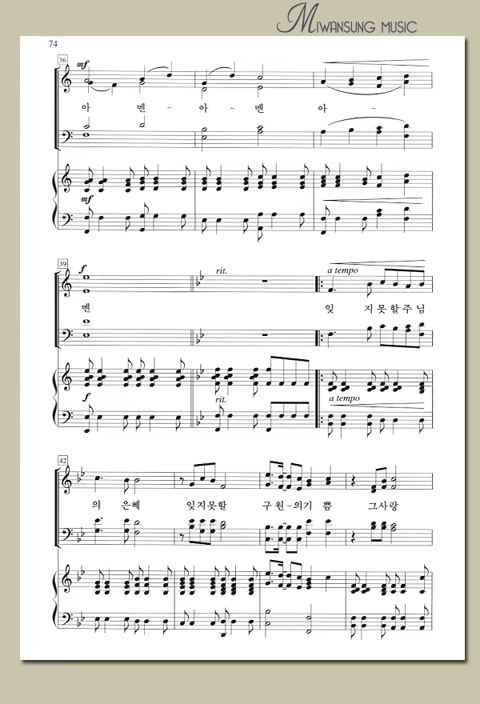 MIWANSUNG MUSIC
74
36
mf
아 멘 - 아 - 멘 아 -
mf
39
f
rit.
a tempo
멘 잊 지못할주님
f
rit.
a tempo
42
의 은혜 잊지못할 구원-의기쁨 그사랑